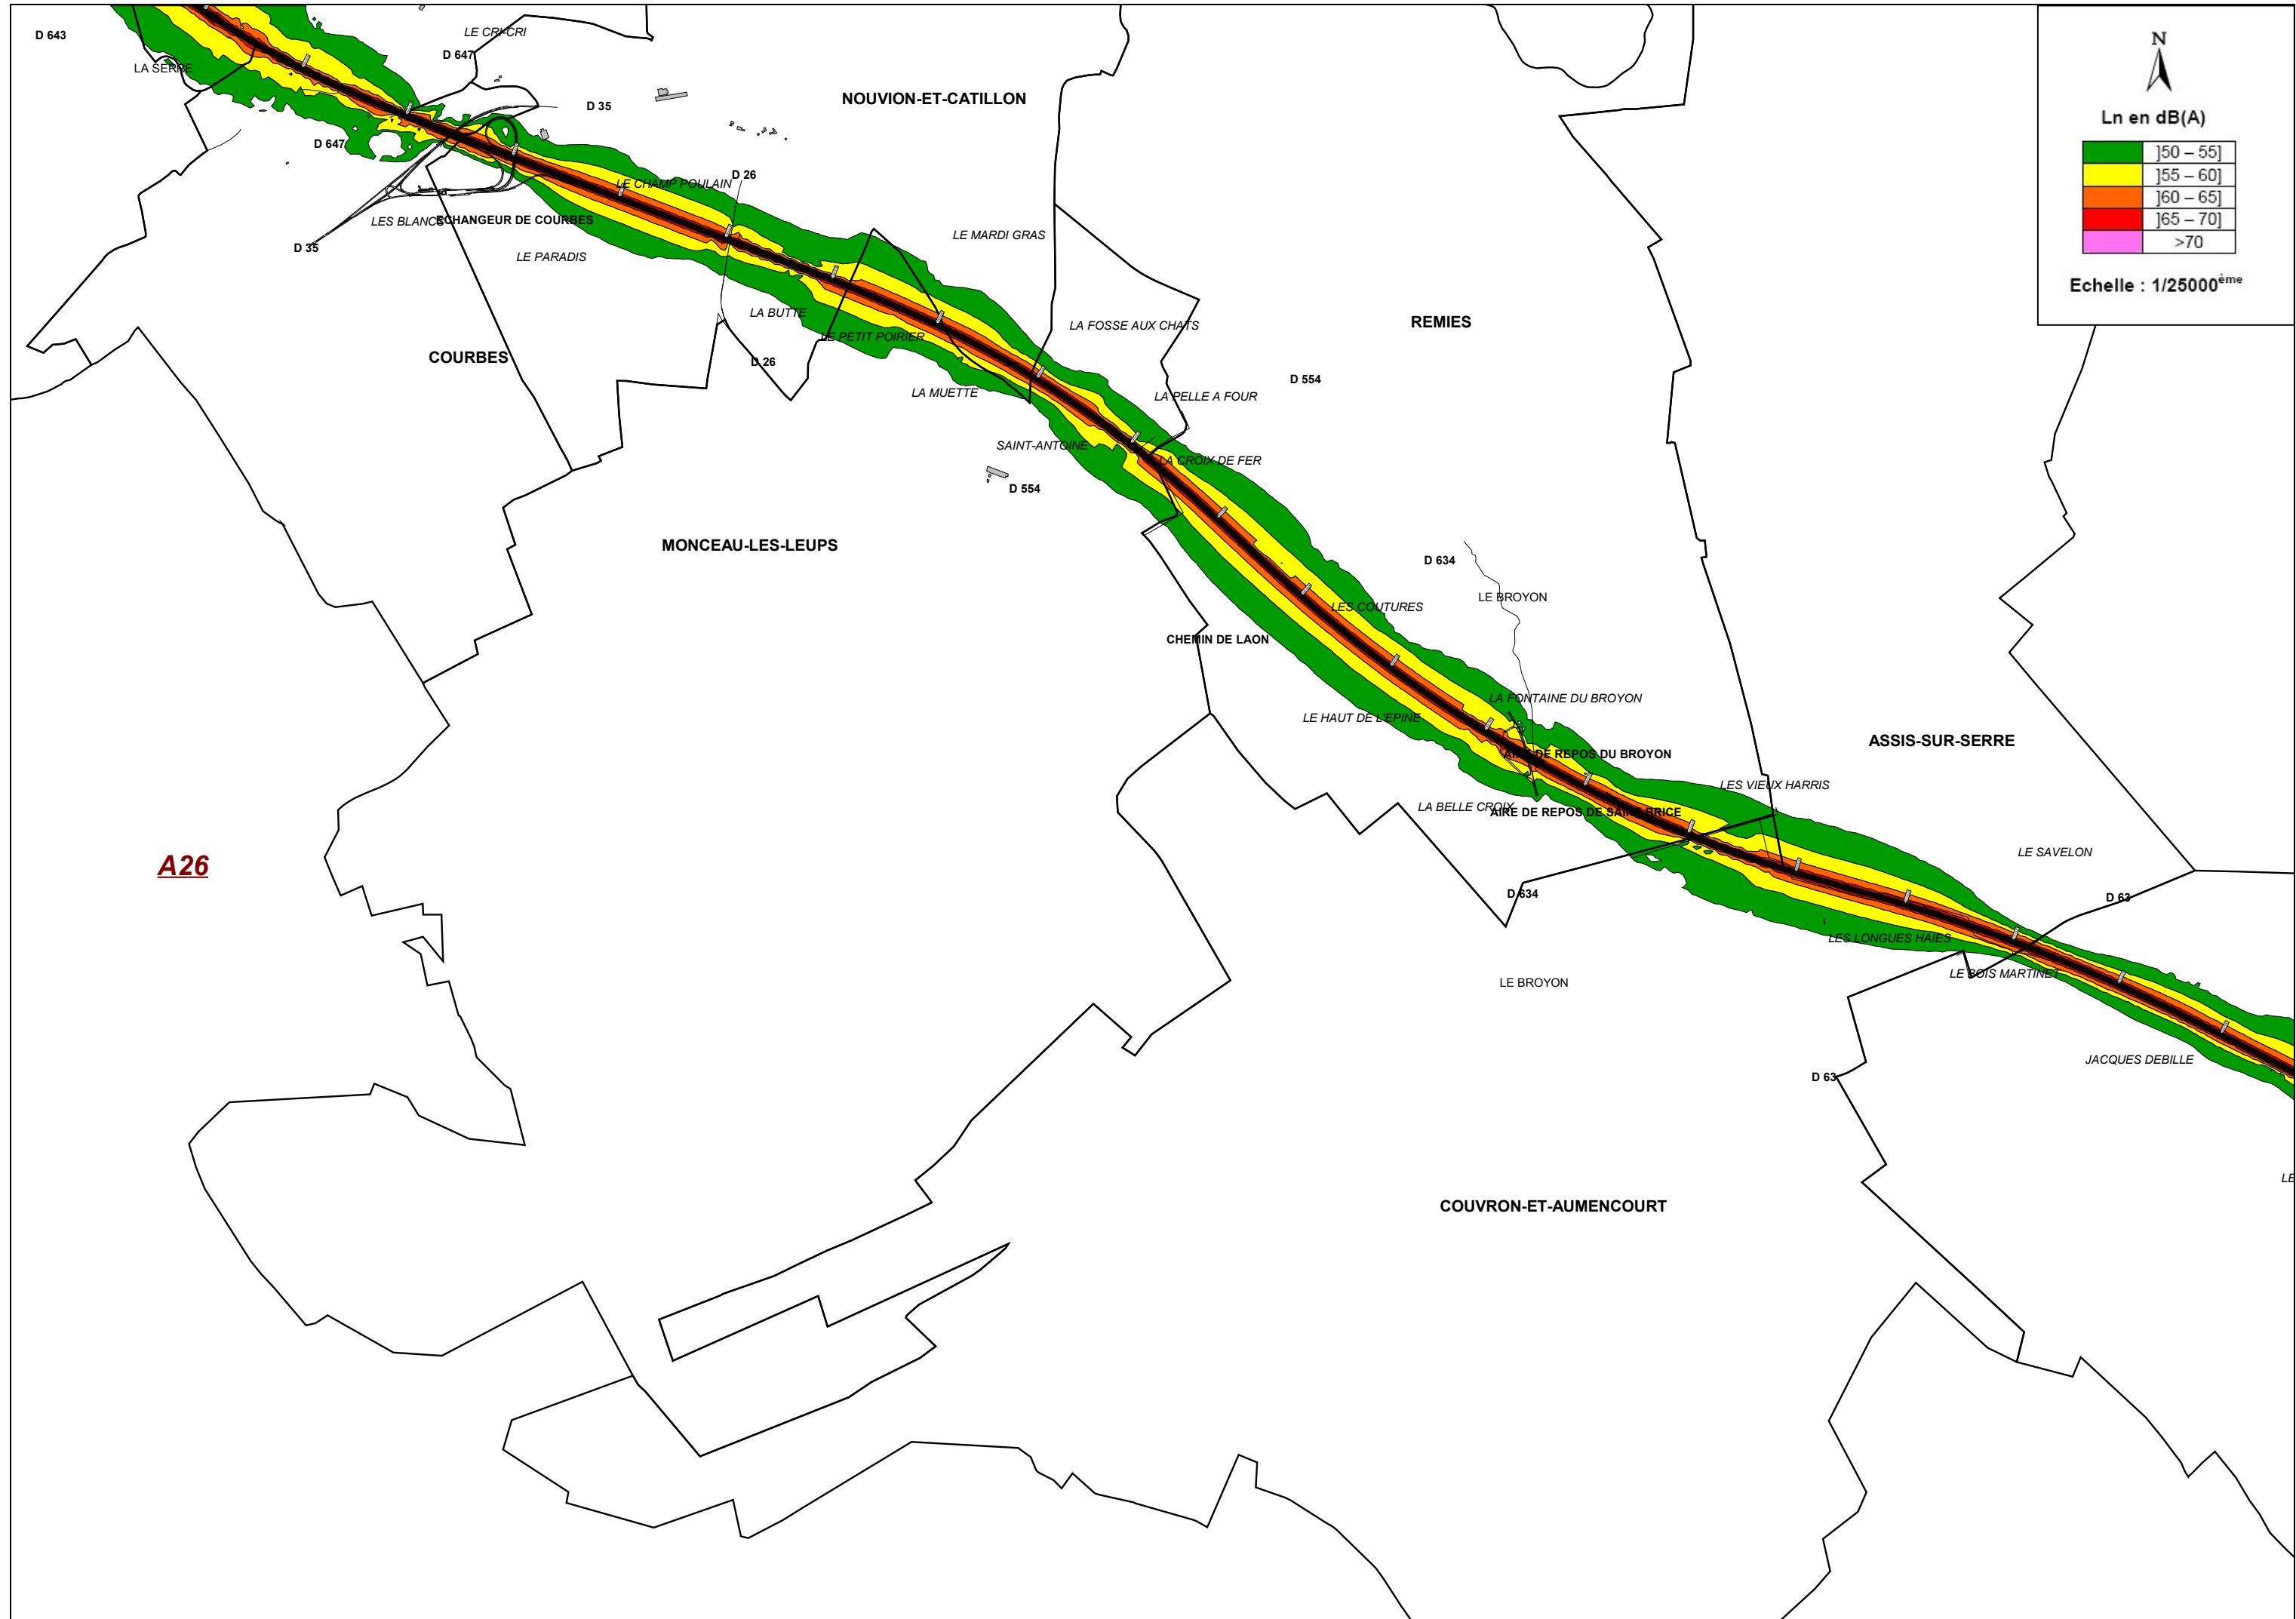 D 643
LE CRI-CRI
D 647
LA SERRE
D 35
NOUVION-ET-CATILLON
D 647
LE CHAMP POULAIN
D 26
LES BLANCS
ECHANGEUR DE COURBES
D 35
LE PARADIS
LE MARDI GRAS
LA BUTTE
LE PETIT POIRIER
LA FOSSE AUX CHATS
REMIES
COURBES
D 26
LA MUETTE
LA PELLE A FOUR
D 554
SAINT-ANTOINE
LA CROIX DE FER
D 554
MONCEAU-LES-LEUPS
D 634
LE BROYON
LES COUTURES
CHEMIN DE LAON
LA FONTAINE DU BROYON
LE HAUT DE L'EPINE
AIRE DE REPOS DU BROYON
ASSIS-SUR-SERRE
LES VIEUX HARRIS
LA BELLE CROIX
AIRE DE REPOS DE SAINT-BRICE
LE SAVELON
A26
D 634
D 63
LES LONGUES HAIES
LE BOIS MARTINET
LE BROYON
JACQUES DEBILLE
D 63
LE
COUVRON-ET-AUMENCOURT
N
Ln en dB(A)
]50 – 55]
]55 – 60]
]60 – 65]
]65 – 70]
>70
Echelle : 1/25000ème